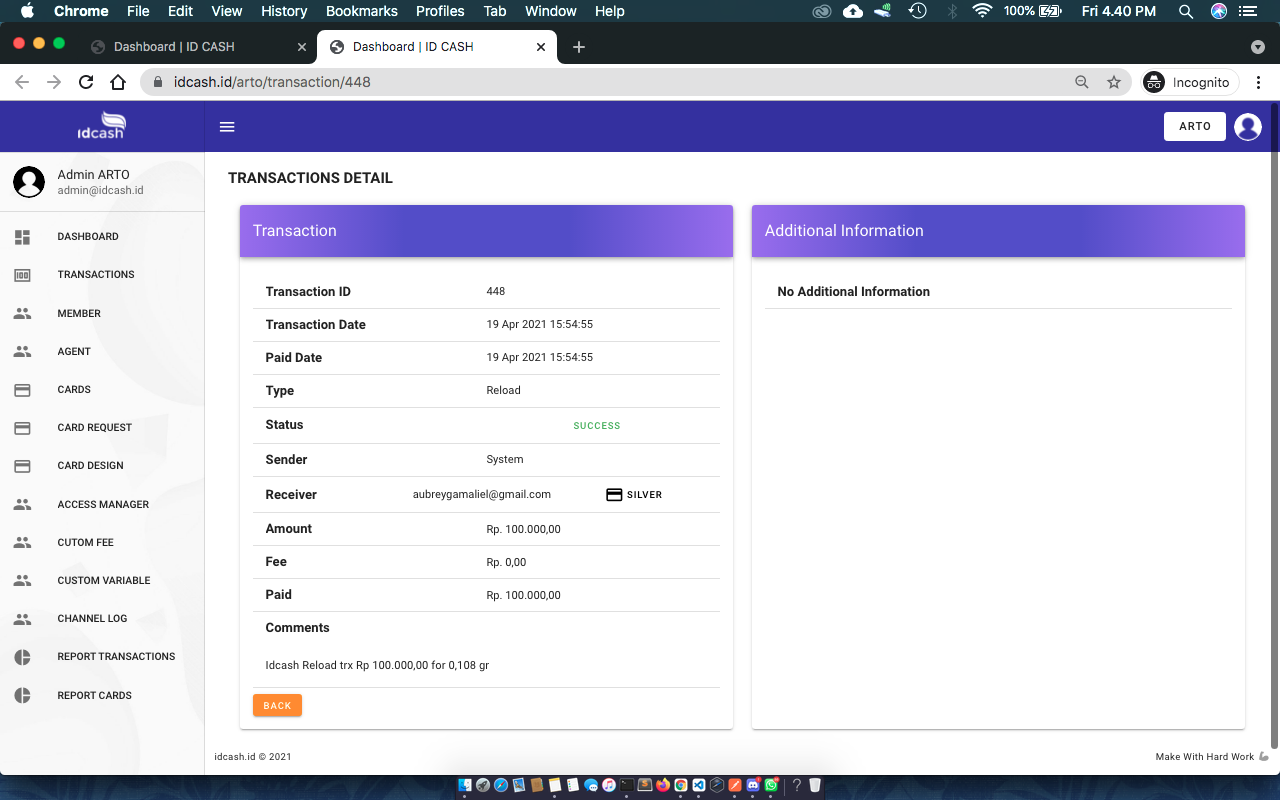 Chrome File Edit View History Bookmarks Profiles Tab Window Help 100% Fri 4.40 PM
Dashboard | ID CASH
Dashboard | ID CASH
idcash.id/arto/transaction/448
Incognito
idcash
ARTO
Admin ARTO
admin@idcash.id
DASHBOARD
TRANSACTIONS
MEMBER
AGENT
CARDS
CARD REQUEST
CARD DESIGN
ACCESS MANAGER
CUTOM FEE
CUSTOM VARIABLE
CHANNEL LOG
REPORT TRANSACTIONS
REPORT CARDS
TRANSACTIONS DETAIL
Transaction
Transaction ID 448
Transaction Date 19 Apr 2021 15:54:55
Paid Date 19 Apr 2021 15:54:55
Type Reload
Status SUCCESS
Sender System
Receiver aubreygamaliel@gmail.com SILVER
Amount Rp. 100.000,00
Fee Rp. 0,00
Paid Rp. 100.000,00
Comments
Idcash Reload trx Rp 100.000,00 for 0,108 gr
BACK
Additional Information
No Additional Information
idcash.id © 2021
Make With Hard Work